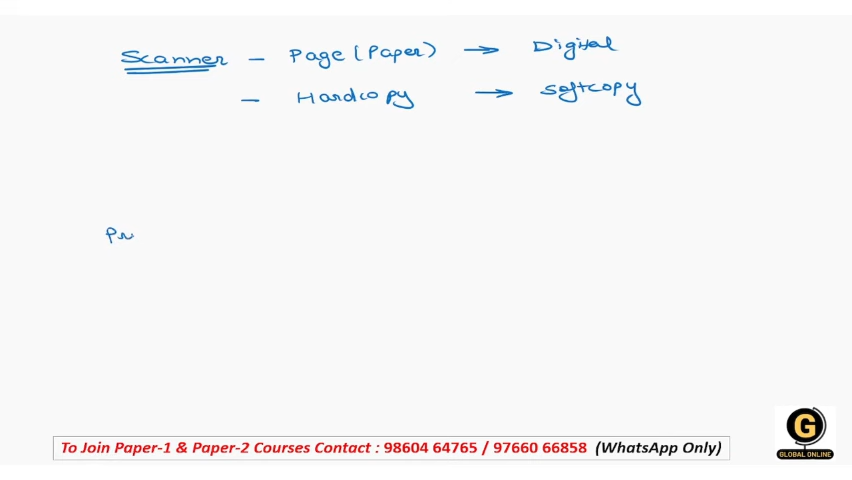 Scanner - Page (Paper) → Digital
- Hardcopy → Softcopy
Pr
To Join Paper-1 & Paper-2 Courses Contact : 98604 64765 / 97660 66858 (WhatsApp Only)
G
GLOBAL ONLINE